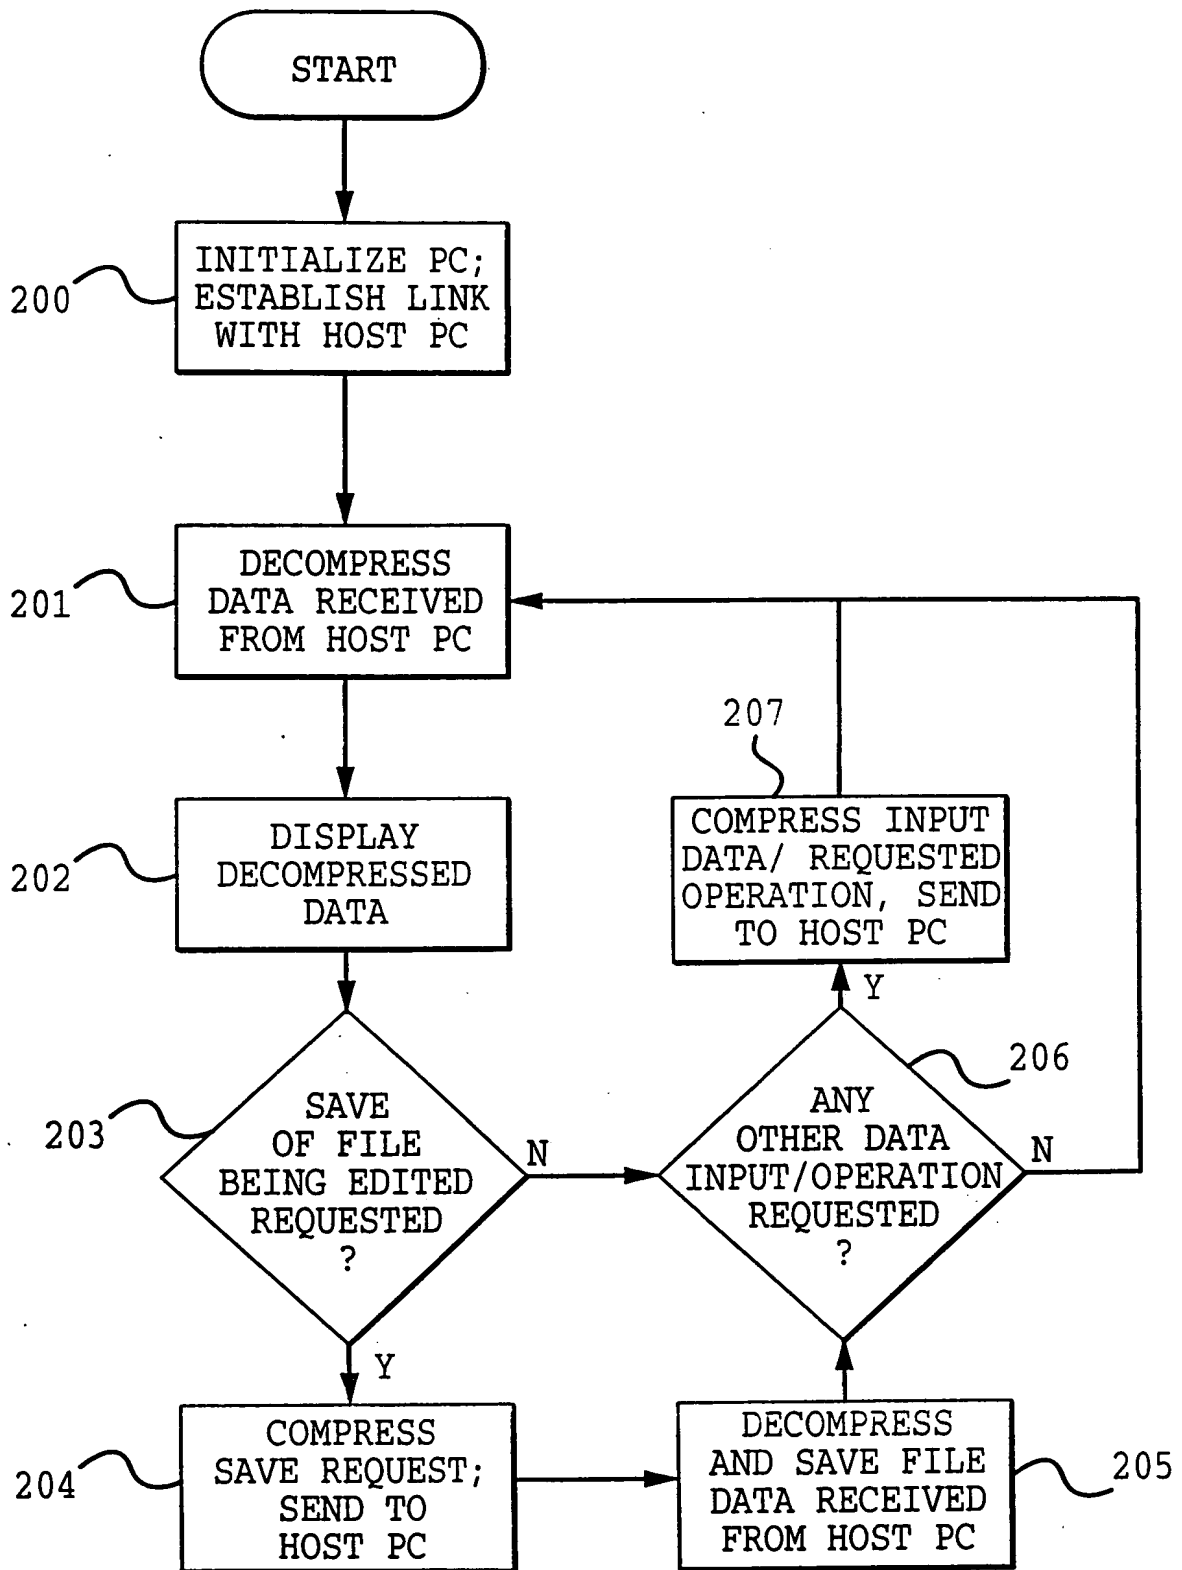 START
INITIALIZE PC;
ESTABLISH LINK
WITH HOST PC
200
DECOMPRESS
DATA RECEIVED
FROM HOST PC
201
207
DISPLAY
DECOMPRESSED
DATA
202
COMPRESS INPUT
DATA/ REQUESTED
OPERATION, SEND
TO HOST PC
Y
206
SAVE
OF FILE
BEING EDITED
REQUESTED
?
203
N
ANY
OTHER DATA
INPUT/OPERATION
REQUESTED
?
N
Y
COMPRESS
SAVE REQUEST;
SEND TO
HOST PC
204
DECOMPRESS
AND SAVE FILE
DATA RECEIVED
FROM HOST PC
205